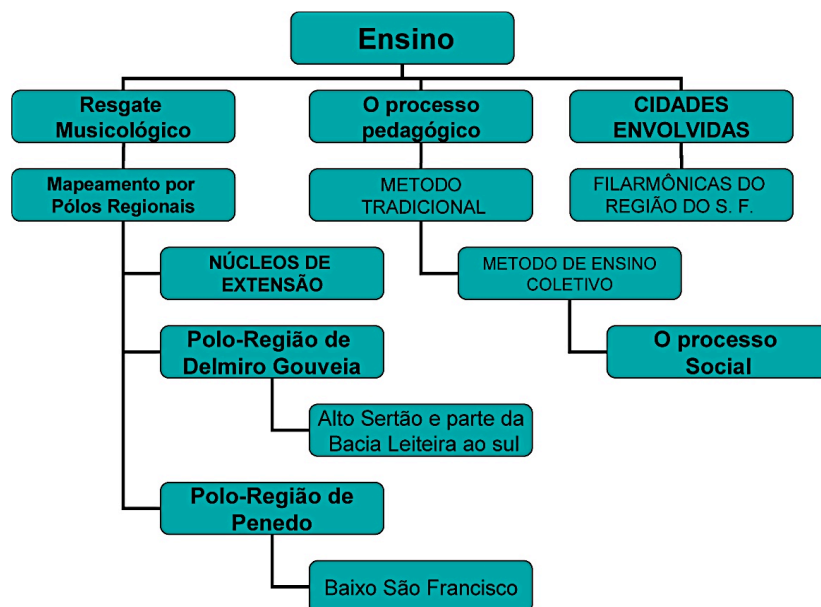 Ensino
Resgate
Musicológico
O processo
pedagógico
CIDADES
ENVOLVIDAS
Mapeamento por
Pólos Regionais
METODO
TRADICIONAL
FILARMÔNICAS DO
REGIÃO DO S. F.
NÚCLEOS DE
EXTENSÃO
METODO DE ENSINO
COLETIVO
Polo-Região de
Delmiro Gouveia
O processo
Social
Alto Sertão e parte da
Bacia Leiteira ao sul
Polo-Região de
Penedo
Baixo São Francisco